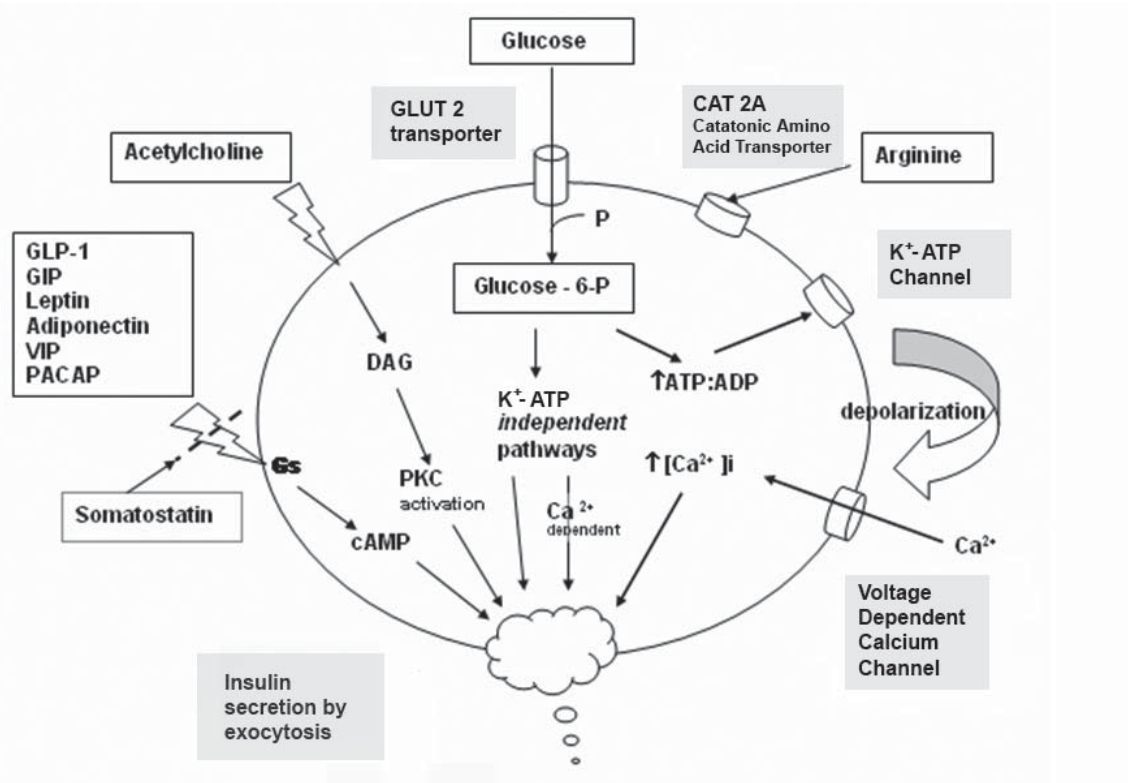 Glucose
GLUT 2
transporter
CAT 2A
Catatonic Amino
Acid Transporter
Acetylcholine
Arginine
P
GLP-1
GIP
Leptin
Adiponectin
VIP
PACAP
K⁺- ATP
Channel
Glucose - 6-P
DAG
↑ATP:ADP
K⁺- ATP
independent
pathways
depolarization
Gs
PKC
activation
↑[Ca²⁺ ]i
Somatostatin
Ca ²⁺
dependent
cAMP
Ca²⁺
Voltage
Dependent
Calcium
Channel
Insulin
secretion by
exocytosis